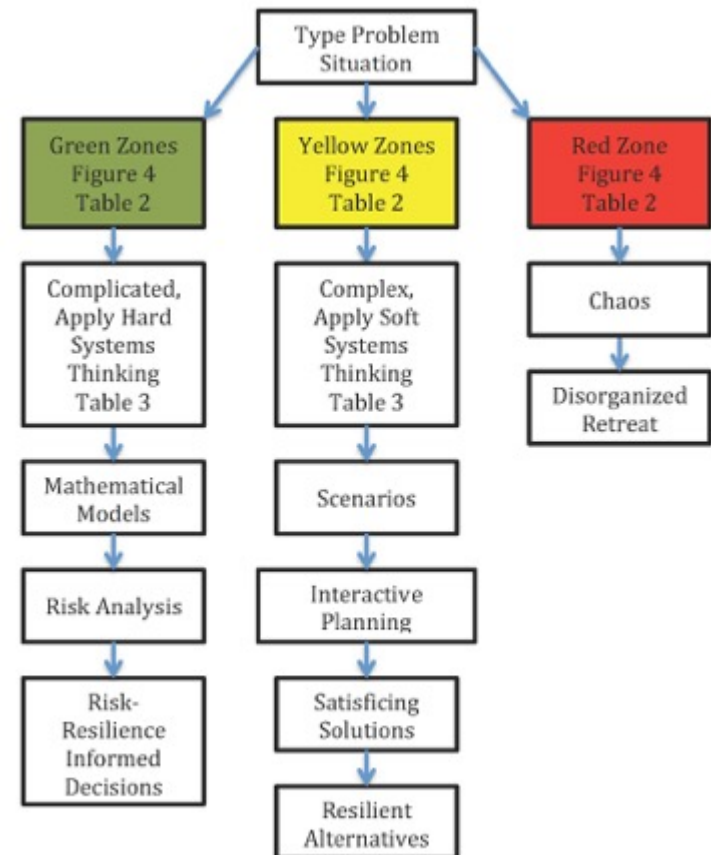 Type Problem
Situation
Green Zones
Figure 4
Table 2
Yellow Zones
Figure 4
Table 2
Red Zone
Figure 4
Table 2
Complicated,
Apply Hard
Systems
Thinking
Table 3
Complex,
Apply Soft
Systems
Thinking
Table 3
Chaos
Disorganized
Retreat
Mathematical
Models
Scenarios
Risk Analysis
Interactive
Planning
Risk-
Resilience
Informed
Decisions
Satisficing
Solutions
Resilient
Alternatives